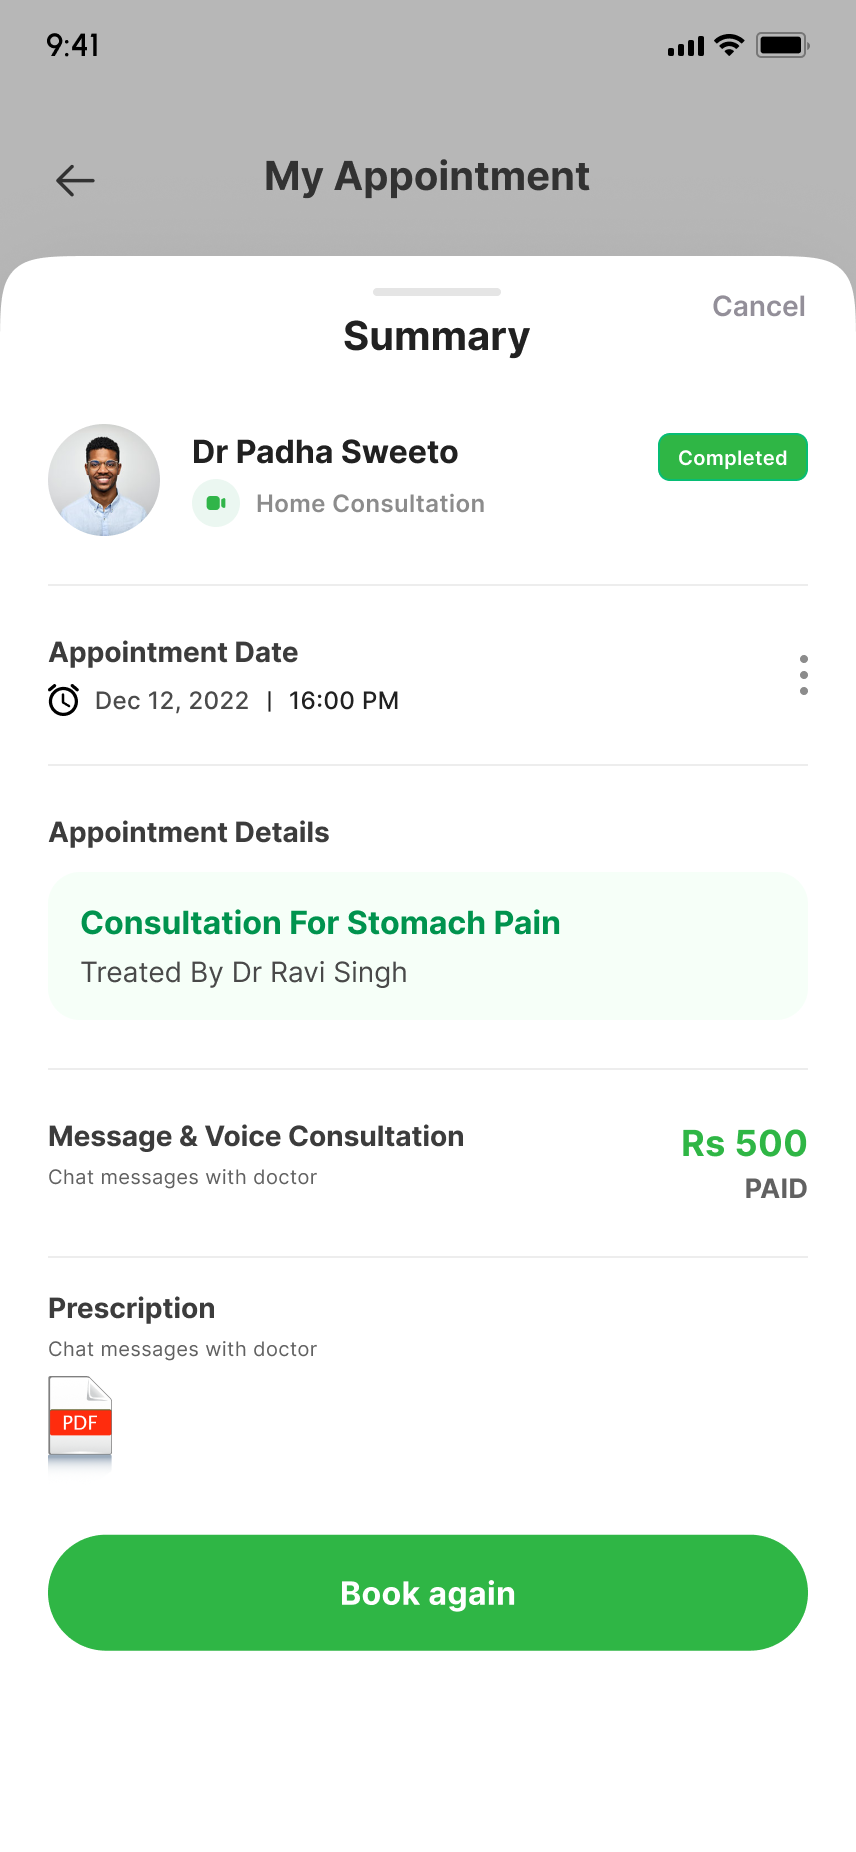 9:41
My Appointment
Cancel
Summary
Dr Padha Sweeto
Completed
Home Consultation
Appointment Date
Dec 12, 2022 | 16:00 PM
Appointment Details
Consultation For Stomach Pain
Treated By Dr Ravi Singh
Message & Voice Consultation
Rs 500
Chat messages with doctor
PAID
Prescription
Chat messages with doctor
PDF
Book again